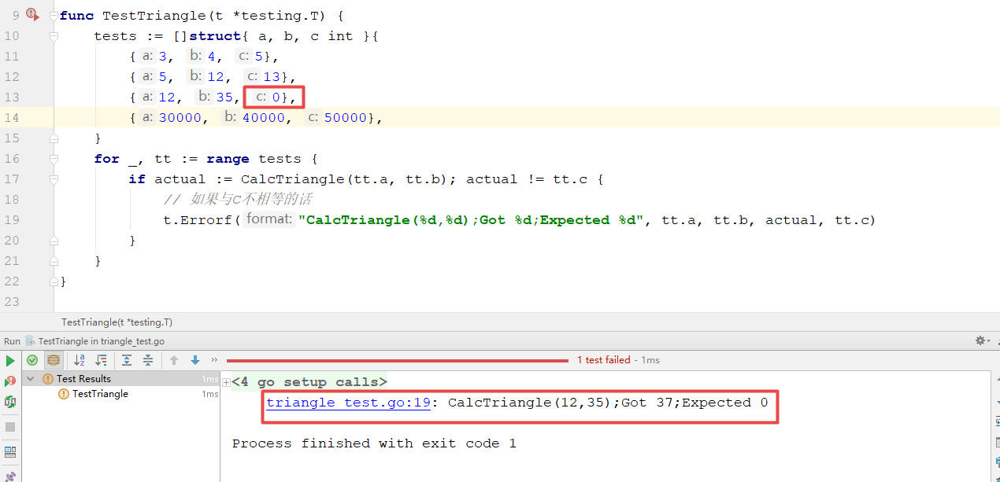 9 func TestTriangle(t *testing.T) {
10 tests := []struct{ a, b, c int }{
11 { a: 3, b: 4, c: 5},
12 { a: 5, b: 12, c: 13},
13 { a: 12, b: 35, c: 0},
14 { a: 30000, b: 40000, c: 50000},
15 }
16 for _, tt := range tests {
17 if actual := CalcTriangle(tt.a, tt.b); actual != tt.c {
18 // 如果与c不相等的话
19 t.Errorf( format: "CalcTriangle(%d,%d);Got %d;Expected %d", tt.a, tt.b, actual, tt.c)
20 }
21 }
22 }
23
TestTriangle(t *testing.T)
Run TestTriangle in triangle_test.go
1 test failed - 1ms
Test Results 1ms
TestTriangle 1ms
<4 go setup calls>
triangle_test.go:19: CalcTriangle(12,35);Got 37;Expected 0
Process finished with exit code 1